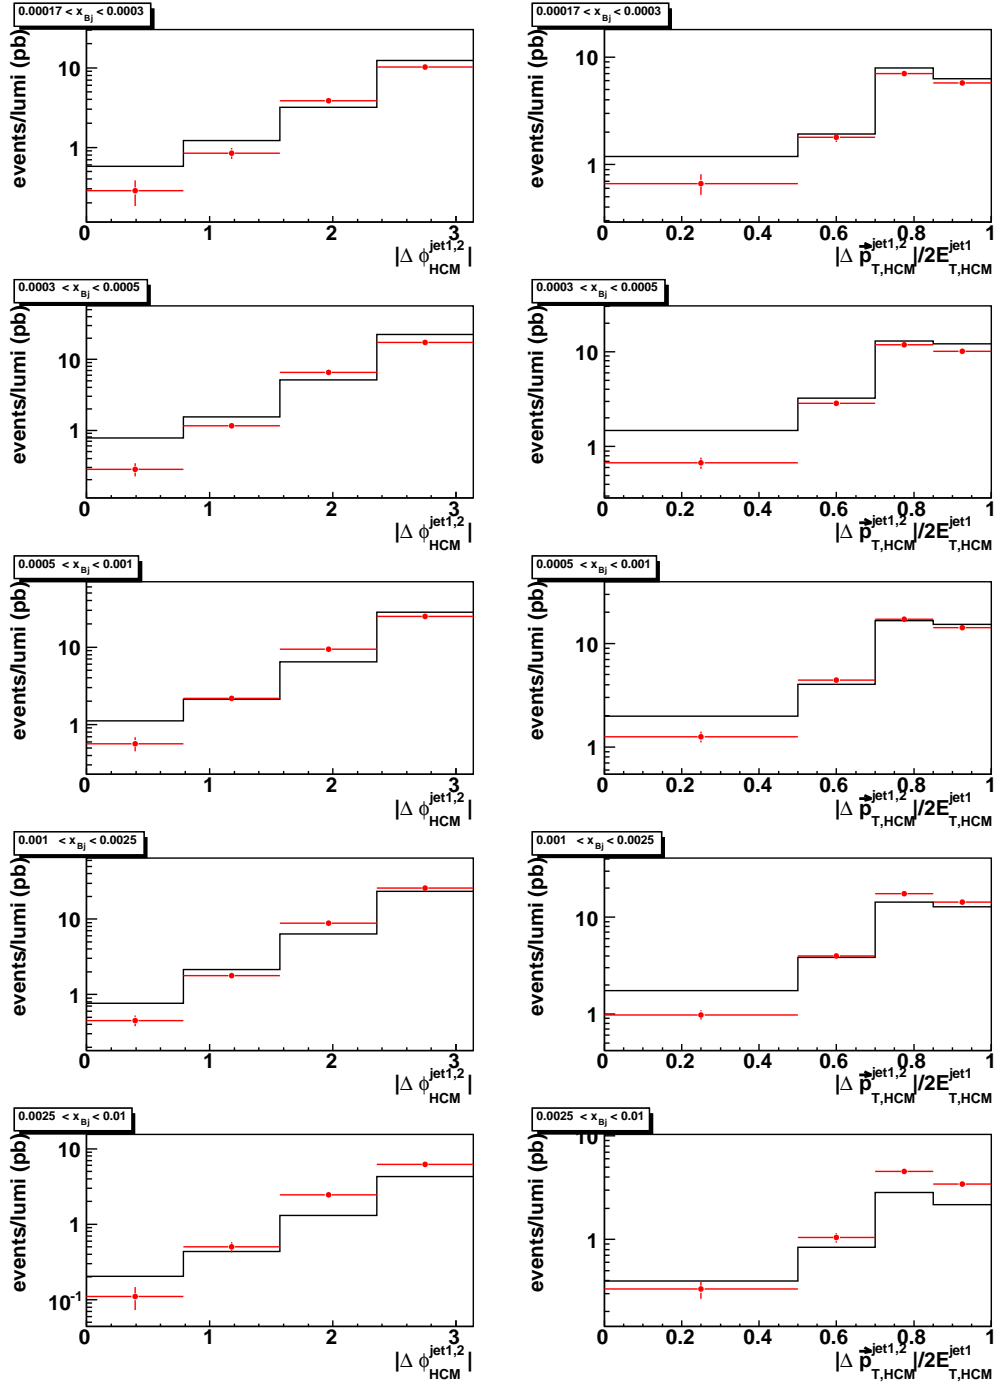 0.00017 < x_Bj < 0.0003
events/lumi (pb)
10
1
0 1 2 3
|Δ ϕ^jet1,2_HCM|
0.00017 < x_Bj < 0.0003
events/lumi (pb)
10
1
0 0.2 0.4 0.6 0.8 1
|Δ p⃗^jet1,2_T,HCM|/2E^jet1_T,HCM
0.0003 < x_Bj < 0.0005
events/lumi (pb)
10
1
0 1 2 3
|Δ ϕ^jet1,2_HCM|
0.0003 < x_Bj < 0.0005
events/lumi (pb)
10
1
0 0.2 0.4 0.6 0.8 1
|Δ p⃗^jet1,2_T,HCM|/2E^jet1_T,HCM
0.0005 < x_Bj < 0.001
events/lumi (pb)
10
1
0 1 2 3
|Δ ϕ^jet1,2_HCM|
0.0005 < x_Bj < 0.001
events/lumi (pb)
10
1
0 0.2 0.4 0.6 0.8 1
|Δ p⃗^jet1,2_T,HCM|/2E^jet1_T,HCM
0.001 < x_Bj < 0.0025
events/lumi (pb)
10
1
0 1 2 3
|Δ ϕ^jet1,2_HCM|
0.001 < x_Bj < 0.0025
events/lumi (pb)
10
1
0 0.2 0.4 0.6 0.8 1
|Δ p⃗^jet1,2_T,HCM|/2E^jet1_T,HCM
0.0025 < x_Bj < 0.01
events/lumi (pb)
10
1
10^-1
0 1 2 3
|Δ ϕ^jet1,2_HCM|
0.0025 < x_Bj < 0.01
events/lumi (pb)
10
1
0 0.2 0.4 0.6 0.8 1
|Δ p⃗^jet1,2_T,HCM|/2E^jet1_T,HCM